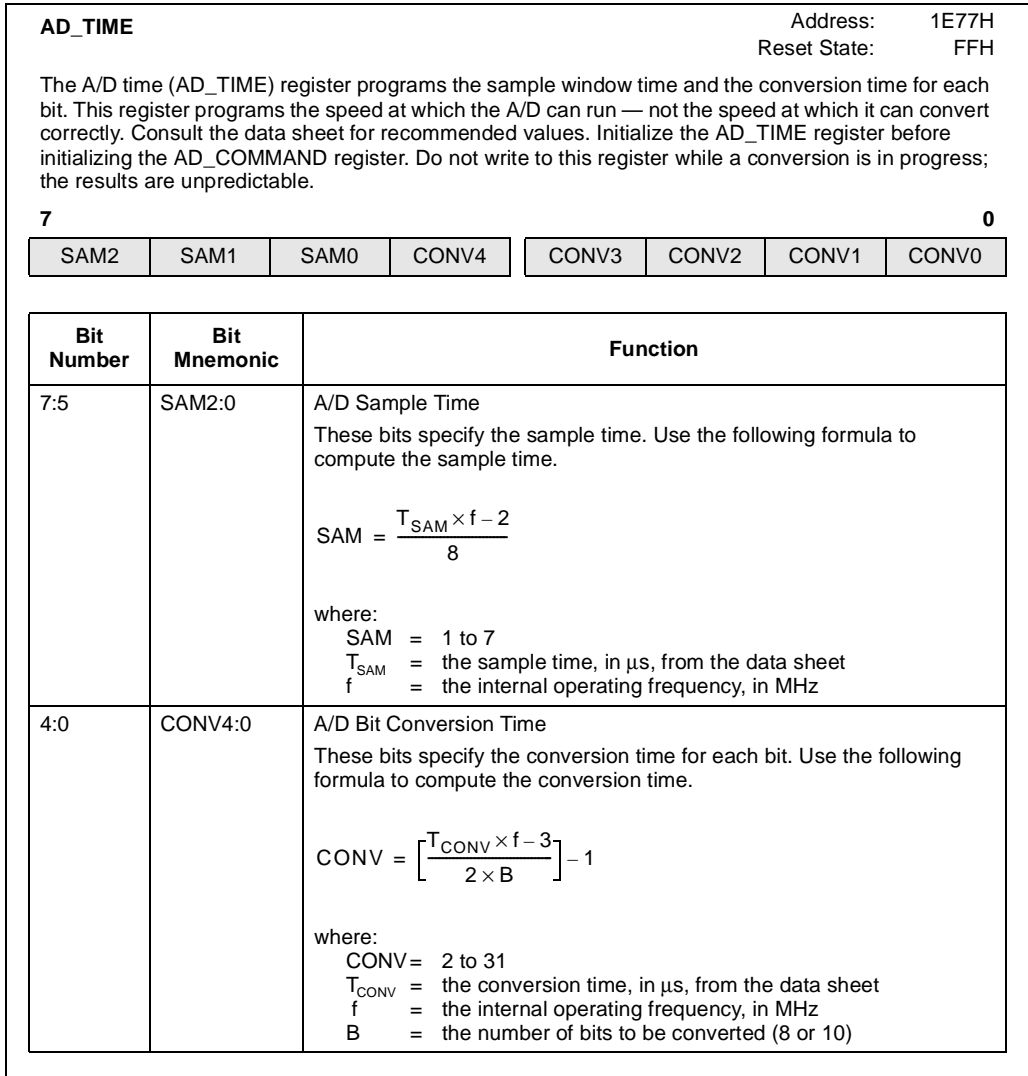 AD_TIME
Address: 1E77H
Reset State: FFH
The A/D time (AD_TIME) register programs the sample window time and the conversion time for each
bit. This register programs the speed at which the A/D can run — not the speed at which it can convert
correctly. Consult the data sheet for recommended values. Initialize the AD_TIME register before
initializing the AD_COMMAND register. Do not write to this register while a conversion is in progress;
the results are unpredictable.
7 0
SAM2 SAM1 SAM0 CONV4 CONV3 CONV2 CONV1 CONV0
Bit Number Bit Mnemonic Function
7:5 SAM2:0 A/D Sample Time
These bits specify the sample time. Use the following formula to
compute the sample time.
SAM = (T_SAM × f – 2) / 8
where:
SAM = 1 to 7
T_SAM = the sample time, in μs, from the data sheet
f = the internal operating frequency, in MHz
4:0 CONV4:0 A/D Bit Conversion Time
These bits specify the conversion time for each bit. Use the following
formula to compute the conversion time.
CONV = [(T_CONV × f – 3) / (2 × B)] – 1
where:
CONV = 2 to 31
T_CONV = the conversion time, in μs, from the data sheet
f = the internal operating frequency, in MHz
B = the number of bits to be converted (8 or 10)